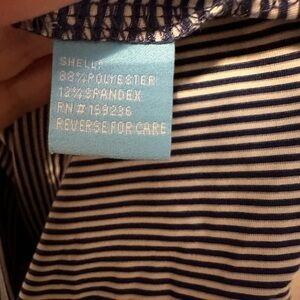 SHELL:
88% POLYESTER
12% SPANDEX
RN # 159236
REVERSE FOR CARE